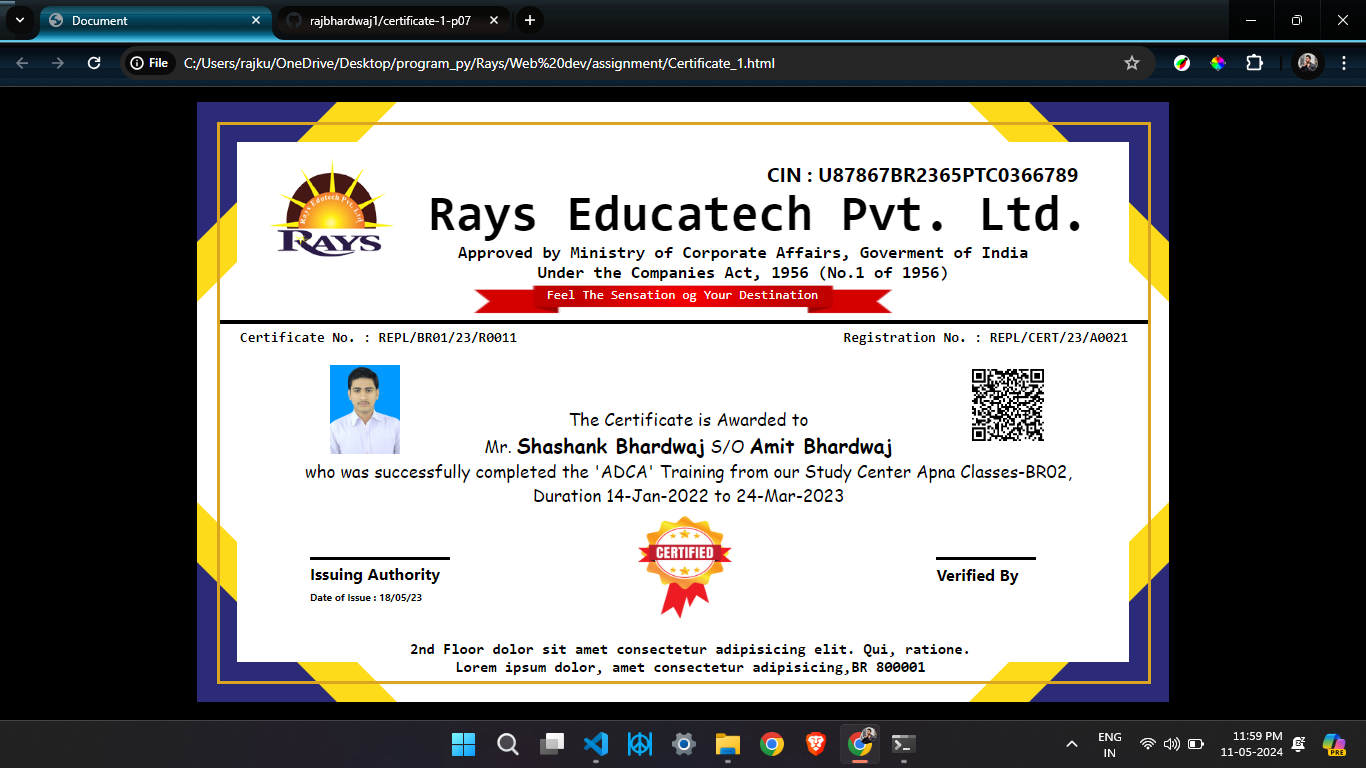 Document
rajbhardwaj1/certificate-1-p07
File
C:/Users/rajku/OneDrive/Desktop/program_py/Rays/Web%20dev/assignment/Certificate_1.html
CIN : U87867BR2365PTC0366789
Rays Edutech Pvt. Ltd.
RAYS
Rays Educatech Pvt. Ltd.
Approved by Ministry of Corporate Affairs, Goverment of India
Under the Companies Act, 1956 (No.1 of 1956)
Feel The Sensation og Your Destination
Certificate No. : REPL/BR01/23/R0011
Registration No. : REPL/CERT/23/A0021
The Certificate is Awarded to
Mr. Shashank Bhardwaj S/O Amit Bhardwaj
who was successfully completed the 'ADCA' Training from our Study Center Apna Classes-BR02,
Duration 14-Jan-2022 to 24-Mar-2023
CERTIFIED
Issuing Authority
Verified By
Date of Issue : 18/05/23
2nd Floor dolor sit amet consectetur adipisicing elit. Qui, ratione.
Lorem ipsum dolor, amet consectetur adipisicing,BR 800001
ENG
IN
11:59 PM
11-05-2024
PRE